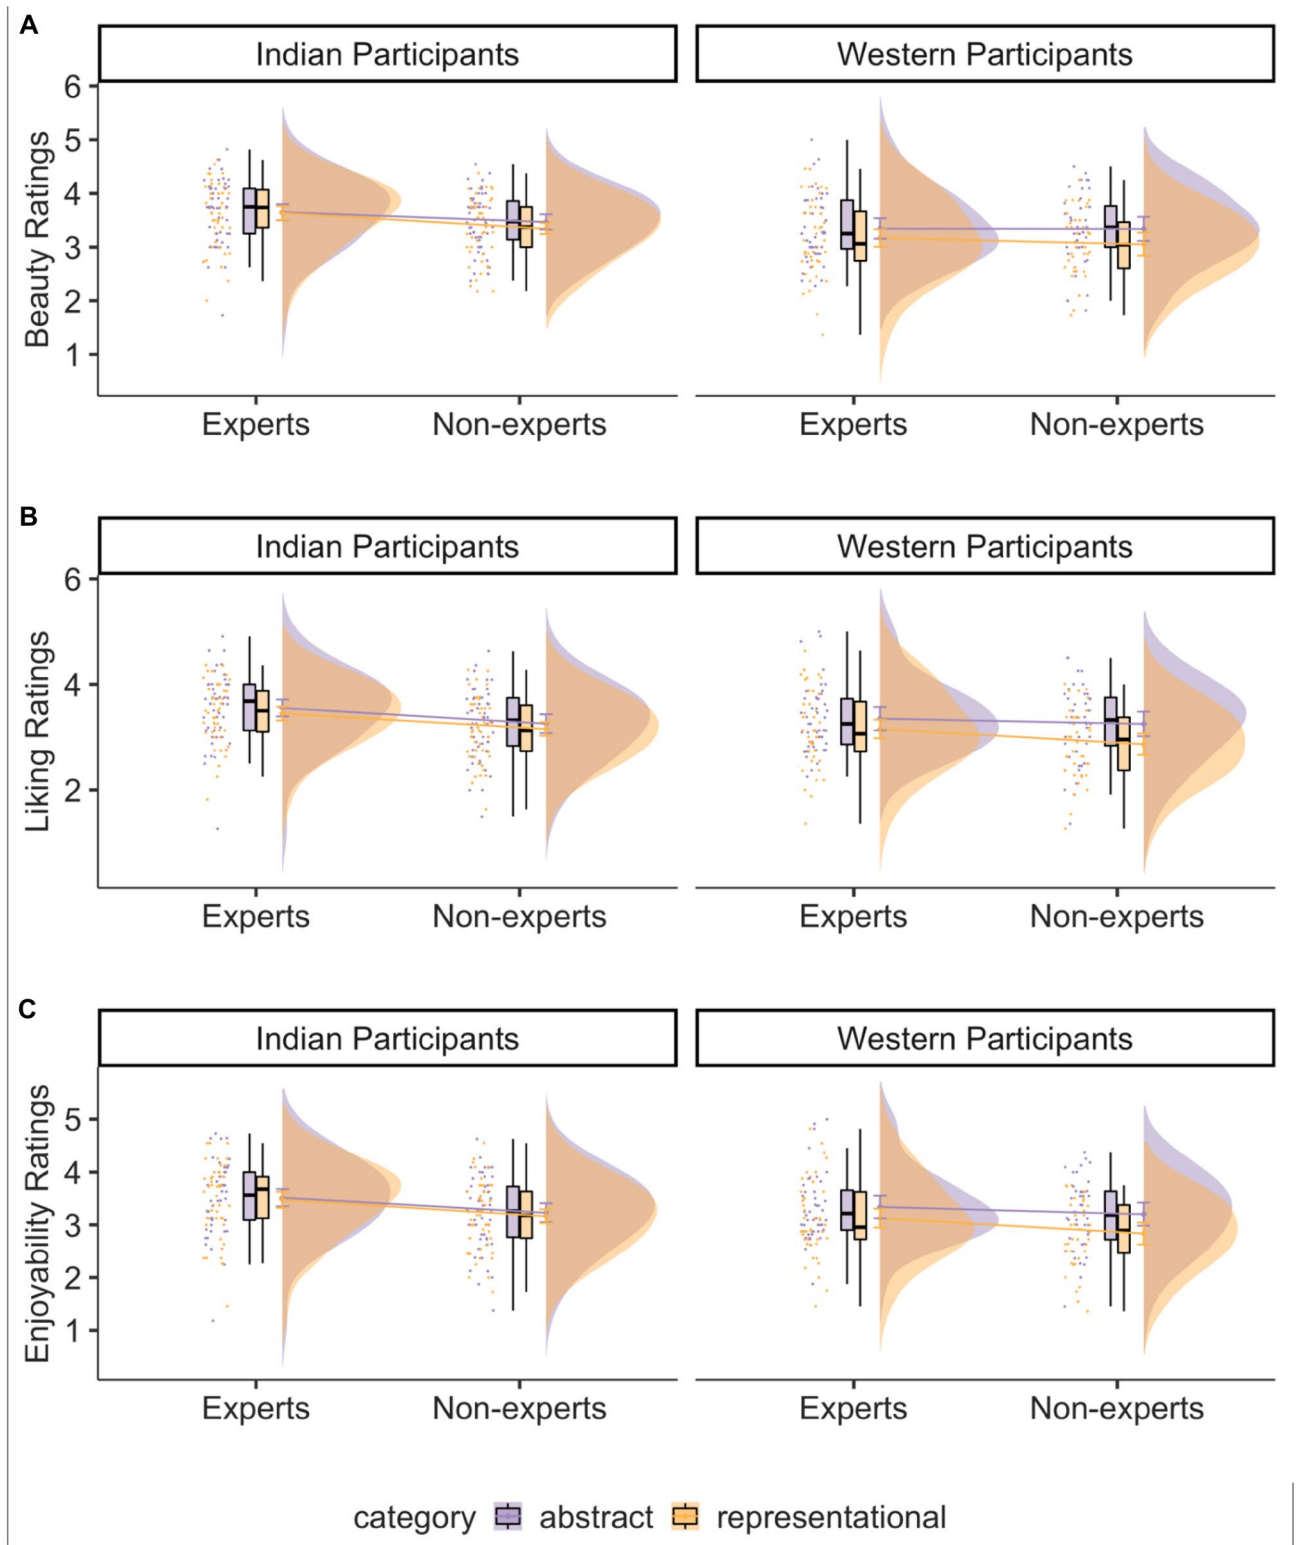 A
Indian Participants
Western Participants
Beauty Ratings
6
5
4
3
2
1
Experts
Non-experts
Experts
Non-experts
B
Indian Participants
Western Participants
Liking Ratings
6
4
2
Experts
Non-experts
Experts
Non-experts
C
Indian Participants
Western Participants
Enjoyability Ratings
5
4
3
2
1
Experts
Non-experts
Experts
Non-experts
category abstract representational